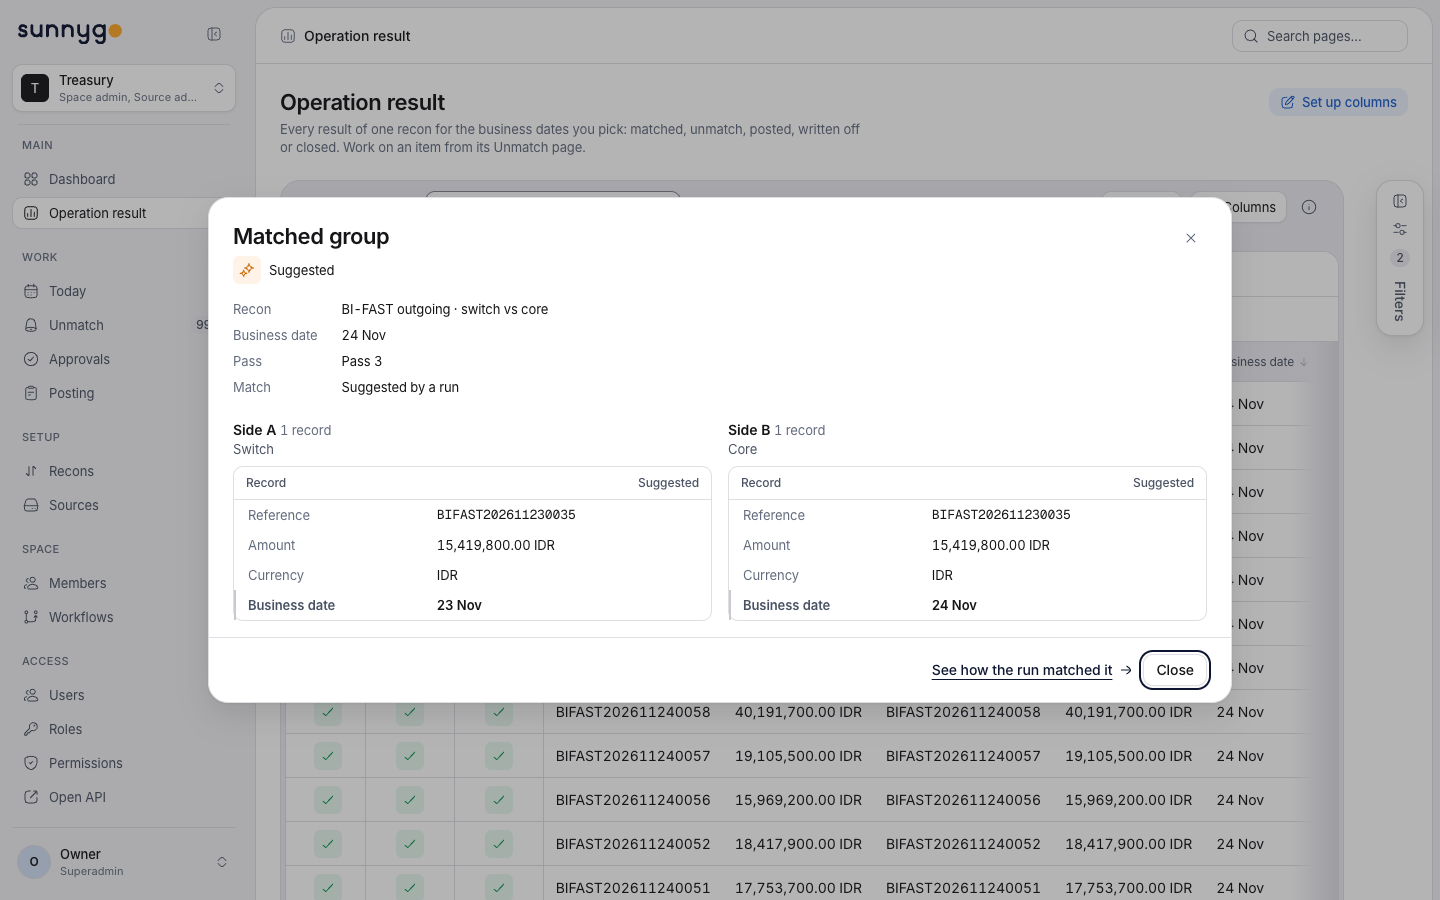 sunnygo
Operation result
Search pages...
T
Treasury
Space admin, Source ad...
Operation result
Set up columns
Every result of one recon for the business dates you pick: matched, unmatch, posted, written off
or closed. Work on an item from its Unmatch page.
MAIN
Dashboard
Operation result
WORK
Today
Unmatch
Approvals
Posting
SETUP
Recons
Sources
SPACE
Members
Workflows
ACCESS
Users
Roles
Permissions
Open API
O
Owner
Superadmin
2
Filters
Matched group
Suggested
Recon BI-FAST outgoing · switch vs core
Business date 24 Nov
Pass Pass 3
Match Suggested by a run
Side A 1 record
Switch
Record Suggested
Reference BIFAST202611230035
Amount 15,419,800.00 IDR
Currency IDR
Business date 23 Nov
Side B 1 record
Core
Record Suggested
Reference BIFAST202611230035
Amount 15,419,800.00 IDR
Currency IDR
Business date 24 Nov
See how the run matched it → Close
Nov
Nov
Nov
Nov
Nov
Nov
Nov
BIFAST202611240058 40,191,700.00 IDR BIFAST202611240058 40,191,700.00 IDR 24 Nov
BIFAST202611240057 19,105,500.00 IDR BIFAST202611240057 19,105,500.00 IDR 24 Nov
BIFAST202611240056 15,969,200.00 IDR BIFAST202611240056 15,969,200.00 IDR 24 Nov
BIFAST202611240052 18,417,900.00 IDR BIFAST202611240052 18,417,900.00 IDR 24 Nov
BIFAST202611240051 17,753,700.00 IDR BIFAST202611240051 17,753,700.00 IDR 24 Nov